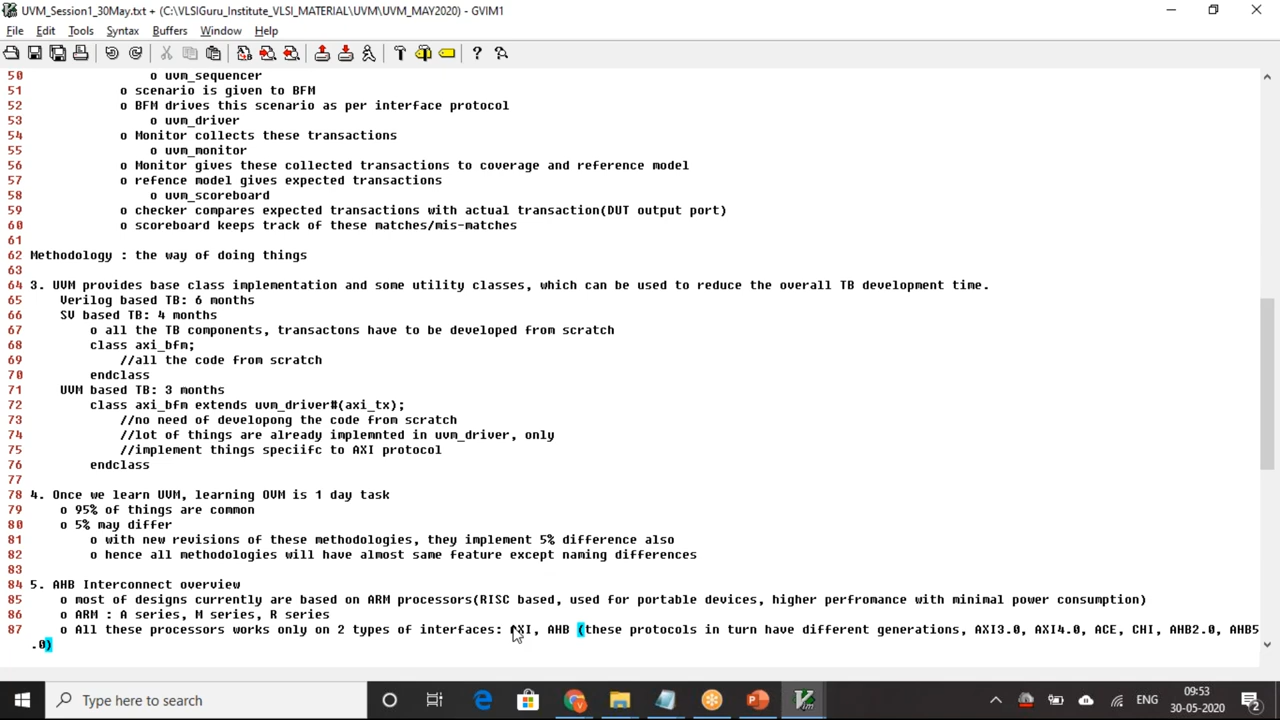 UVM_Session1_30May.txt + (C:\VLSIGuru_Institute_VLSI_MATERIAL\UVM\UVM_MAY2020) - GVIM1
File Edit Tools Syntax Buffers Window Help
50 o uvm_sequencer
51 o scenario is given to BFM
52 o BFM drives this scenario as per interface protocol
53 o uvm_driver
54 o Monitor collects these transactions
55 o uvm_monitor
56 o Monitor gives these collected transactions to coverage and reference model
57 o refence model gives expected transactions
58 o uvm_scoreboard
59 o checker compares expected transactions with actual transaction(DUT output port)
60 o scoreboard keeps track of these matches/mis-matches
61
62 Methodology : the way of doing things
63
64 3. UVM provides base class implementation and some utility classes, which can be used to reduce the overall TB development time.
65 Verilog based TB: 6 months
66 SV based TB: 4 months
67 o all the TB components, transactons have to be developed from scratch
68 class axi_bfm;
69 //all the code from scratch
70 endclass
71 UVM based TB: 3 months
72 class axi_bfm extends uvm_driver#(axi_tx);
73 //no need of developong the code from scratch
74 //lot of things are already implemnted in uvm_driver, only
75 //implement things speciifc to AXI protocol
76 endclass
77
78 4. Once we learn UVM, learning OVM is 1 day task
79 o 95% of things are common
80 o 5% may differ
81 o with new revisions of these methodologies, they implement 5% difference also
82 o hence all methodologies will have almost same feature except naming differences
83
84 5. AHB Interconnect overview
85 o most of designs currently are based on ARM processors(RISC based, used for portable devices, higher perfromance with minimal power consumption)
86 o ARM : A series, M series, R series
87 o All these processors works only on 2 types of interfaces: AXI, AHB (these protocols in turn have different generations, AXI3.0, AXI4.0, ACE, CHI, AHB2.0, AHB5
.0)
Type here to search
ENG
09:53
30-05-2020
2